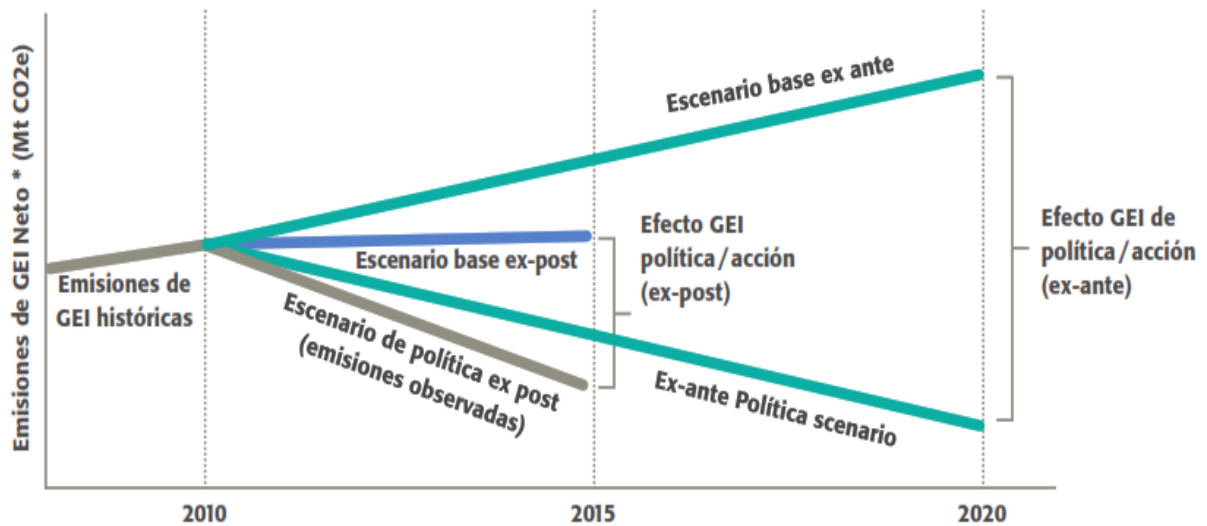 Emisiones de GEI Neto * (Mt CO2e)
Escenario base ex ante
Efecto GEI
política/acción
(ex-post)
Efecto GEI de
política/acción
(ex-ante)
Escenario base ex-post
Emisiones de
GEI históricas
Escenario de política ex post
(emisiones observadas)
Ex-ante Política scenario
2010
2015
2020